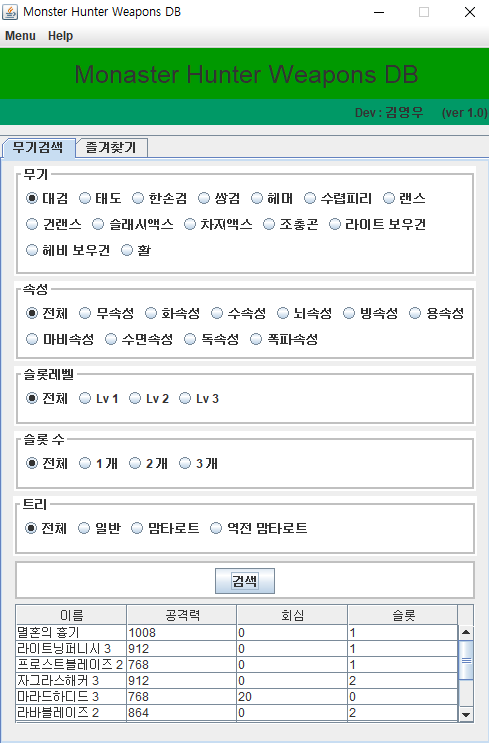 Monster Hunter Weapons DB
Menu Help
Monaster Hunter Weapons DB
Dev : 김명우 (ver 1.0)
무기검색 즐겨찾기
무기
대검 태도 한손검 쌍검 헤머 수렵피리 랜스
건랜스 슬래시액스 차저액스 조충곤 라이트 보우건
헤비 보우건 활
속성
전체 무속성 화속성 수속성 뇌속성 빙속성 용속성
마비속성 수면속성 독속성 폭파속성
슬롯레벨
전체 Lv 1 Lv 2 Lv 3
슬롯 수
전체 1개 2개 3개
트리
전체 일반 맘타로트 역전 맘타로트
검색
이름 공격력 회심 슬롯
멸혼의 흉기 1008 0 1
라이트닝퍼니시 3 912 0 1
프로스트블레이즈 2 768 0 1
자그라스해커 3 912 0 2
마라드하디드 3 768 20 0
라바블레이즈 2 864 0 2